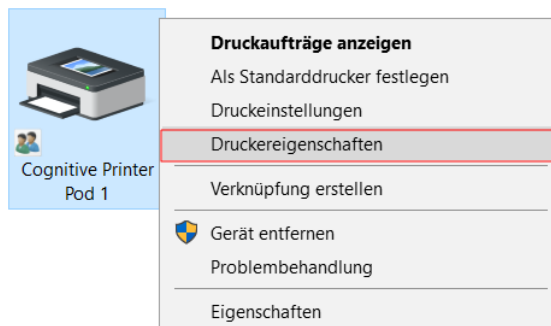 Druckaufträge anzeigen
Als Standarddrucker festlegen
Druckeinstellungen
Druckereigenschaften
Cognitive Printer
Pod 1
Verknüpfung erstellen
Gerät entfernen
Problembehandlung
Eigenschaften